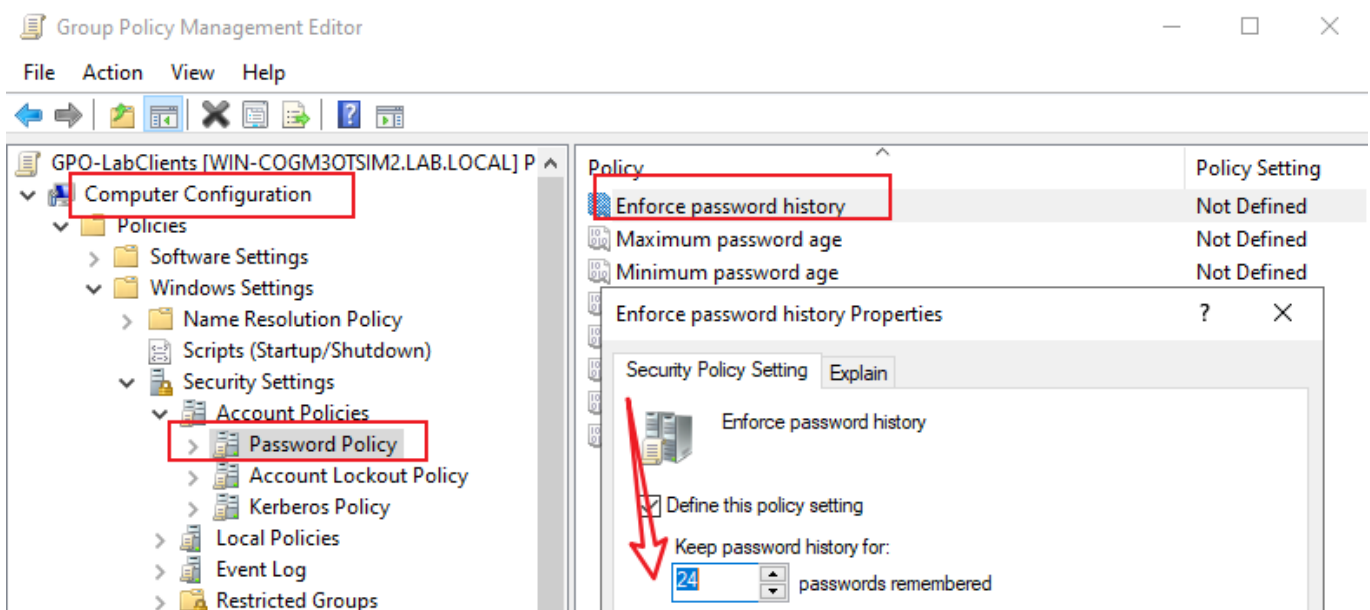 Group Policy Management Editor
File Action View Help
GPO-LabClients [WIN-COGM3OTSIM2.LAB.LOCAL] P
Computer Configuration
Policies
Software Settings
Windows Settings
Name Resolution Policy
Scripts (Startup/Shutdown)
Security Settings
Account Policies
Password Policy
Account Lockout Policy
Kerberos Policy
Local Policies
Event Log
Restricted Groups
Policy Policy Setting
Enforce password history Not Defined
Maximum password age Not Defined
Minimum password age Not Defined
Enforce password history Properties
Security Policy Setting Explain
Enforce password history
Define this policy setting
Keep password history for:
24 passwords remembered